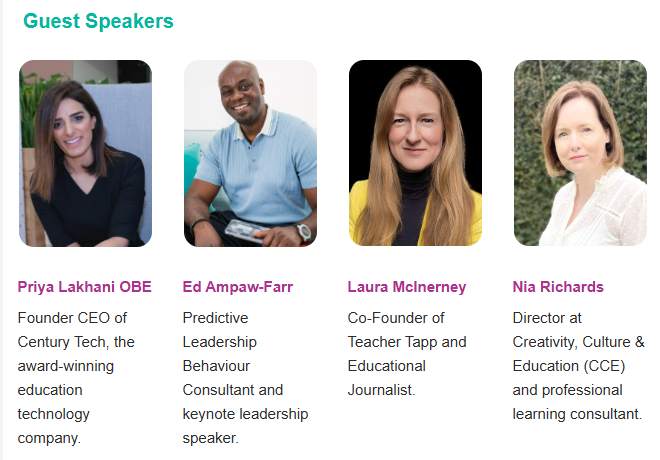 Guest Speakers
Priya Lakhani OBE
Founder CEO of
Century Tech, the
award-winning
education
technology
company.
Ed Ampaw-Farr
Predictive
Leadership
Behaviour
Consultant and
keynote leadership
speaker.
Laura McInerney
Co-Founder of
Teacher Tapp and
Educational
Journalist.
Nia Richards
Director at
Creativity, Culture &
Education (CCE)
and professional
learning consultant.